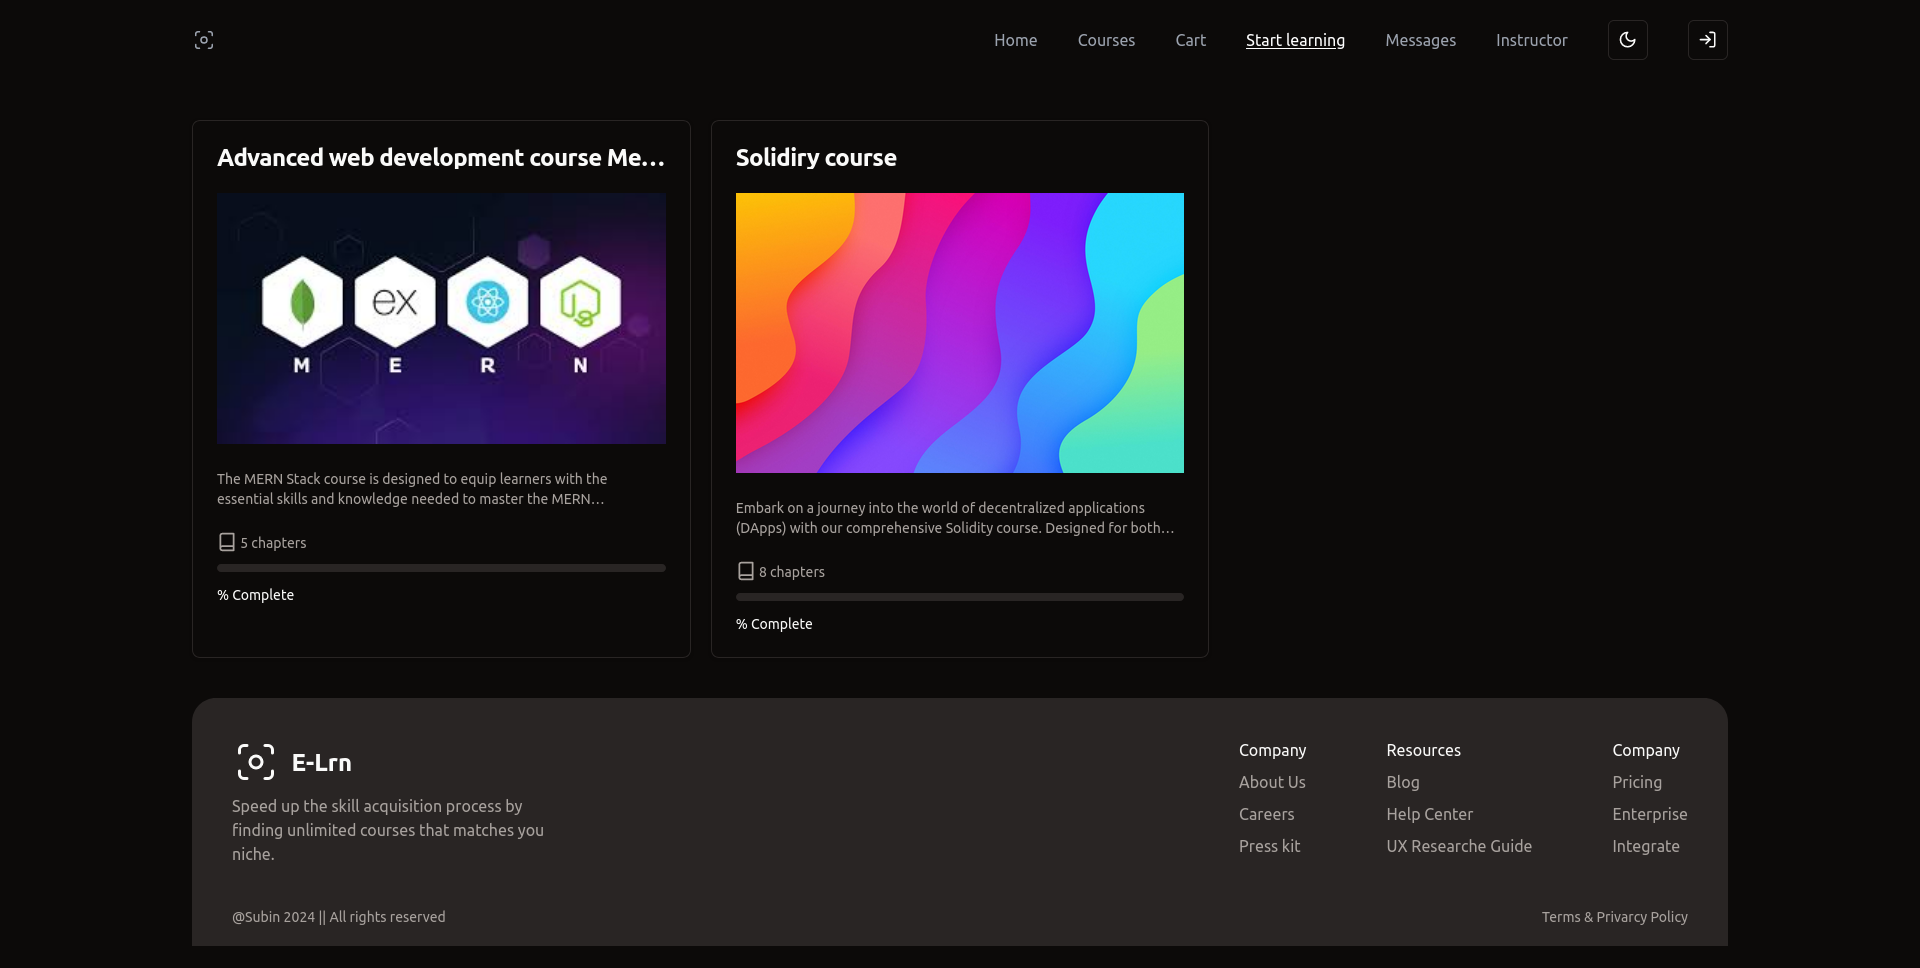 Home
Courses
Cart
Start learning
Messages
Instructor
Advanced web development course Me...
ex
M E R N
The MERN Stack course is designed to equip learners with the
essential skills and knowledge needed to master the MERN...
5 chapters
% Complete
Solidiry course
Embark on a journey into the world of decentralized applications
(DApps) with our comprehensive Solidity course. Designed for both...
8 chapters
% Complete
E-Lrn
Speed up the skill acquisition process by
finding unlimited courses that matches you
niche.
Company
About Us
Careers
Press kit
Resources
Blog
Help Center
UX Researche Guide
Company
Pricing
Enterprise
Integrate
@Subin 2024 || All rights reserved
Terms & Privarcy Policy